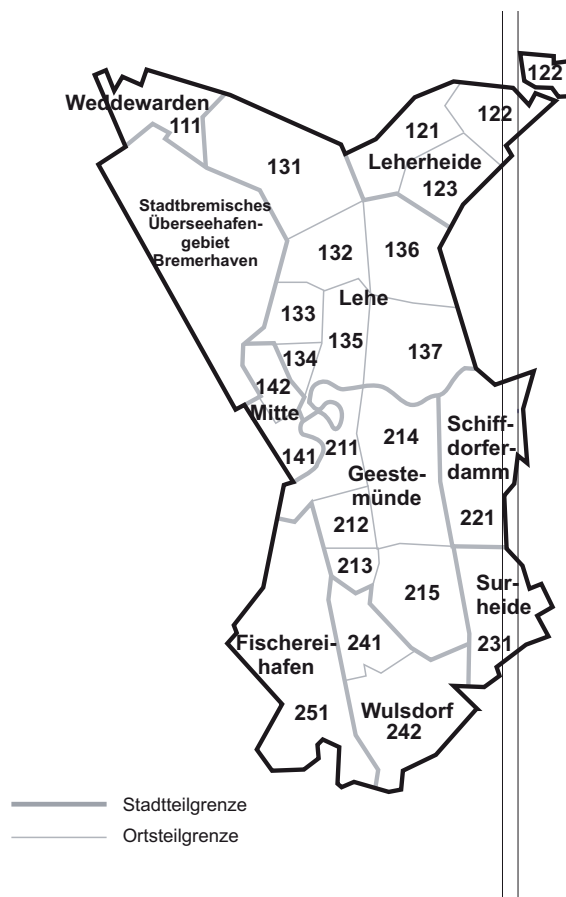 122
Weddewarden
111
121
122
Leherheide
131
123
Stadtbremisches
Überseehafen-
gebiet
Bremerhaven
132
136
Lehe
133
135
134
137
142
Mitte
141
211
214
Geeste-
münde
Schiff-
dorfer-
damm
221
212
213
215
Sur-
heide
231
Fischerei-
hafen
241
251
Wulsdorf
242
Stadtteilgrenze
Ortsteilgrenze